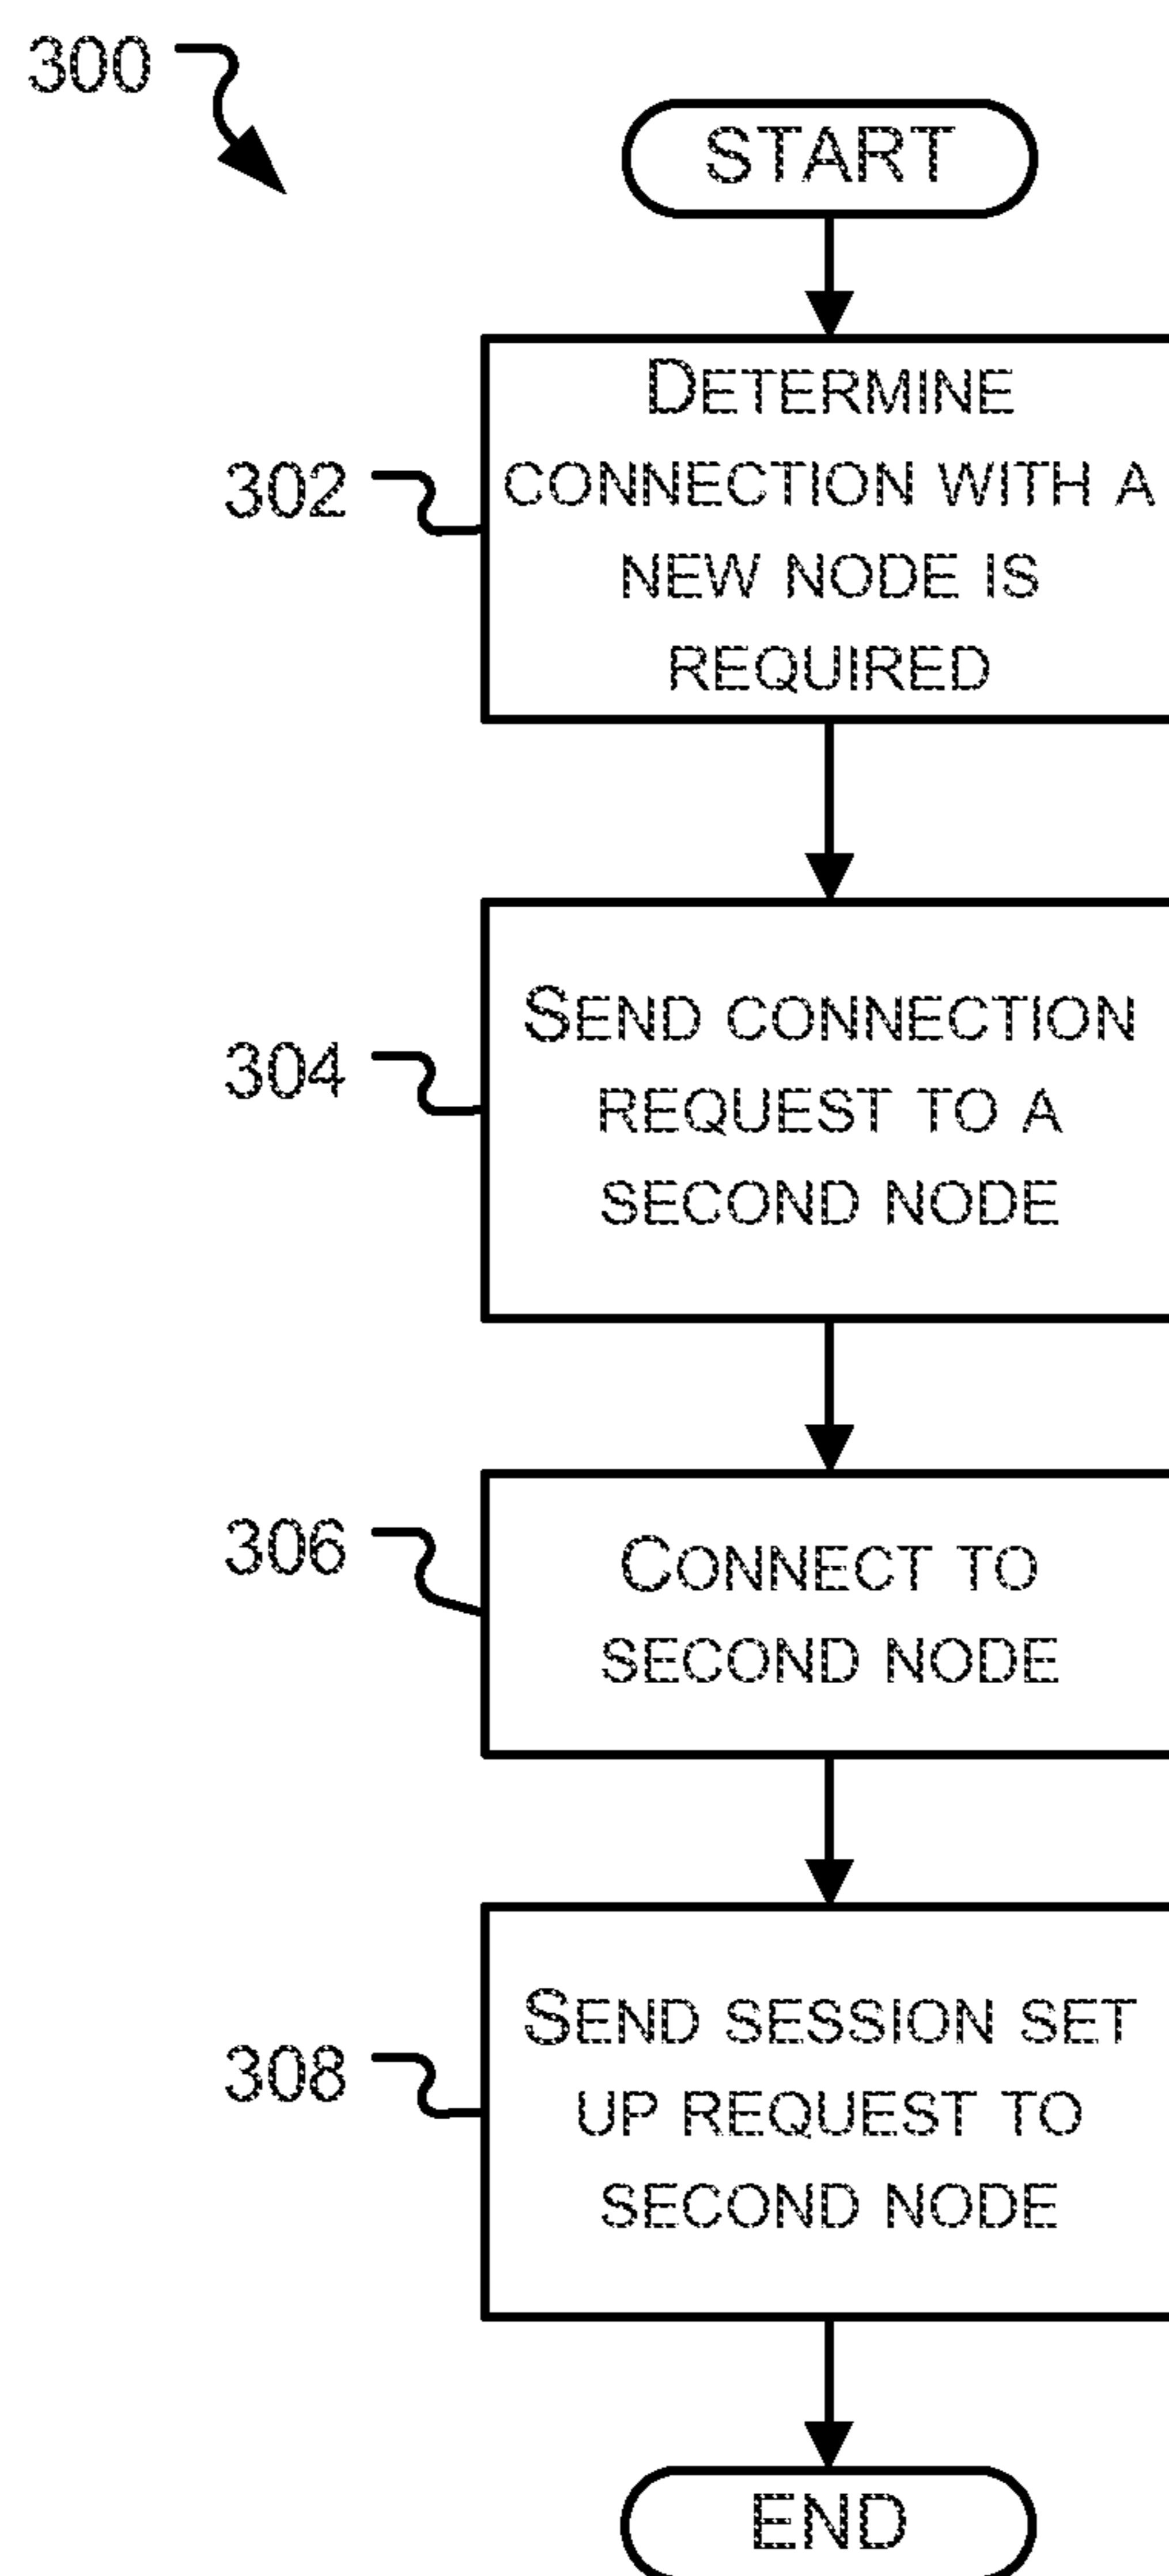 300
START
DETERMINE
CONNECTION WITH A
NEW NODE IS
REQUIRED
302
SEND CONNECTION
REQUEST TO A
SECOND NODE
304
CONNECT TO
SECOND NODE
306
SEND SESSION SET
UP REQUEST TO
SECOND NODE
308
END